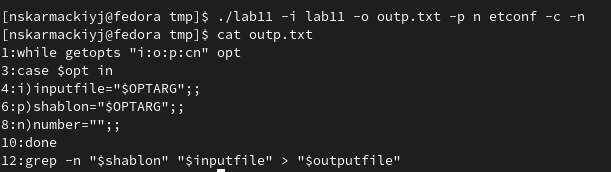 [nskarmackiyj@fedora tmp]$ ./lab11 -i lab11 -o outp.txt -p n etconf -c -n
[nskarmackiyj@fedora tmp]$ cat outp.txt
1:while getopts "i:o:p:cn" opt
3:case $opt in
4:i)inputfile="$OPTARG";;
6:p)shablon="$OPTARG";;
8:n)number="";;
10:done
12:grep -n "$shablon" "$inputfile" > "$outputfile"